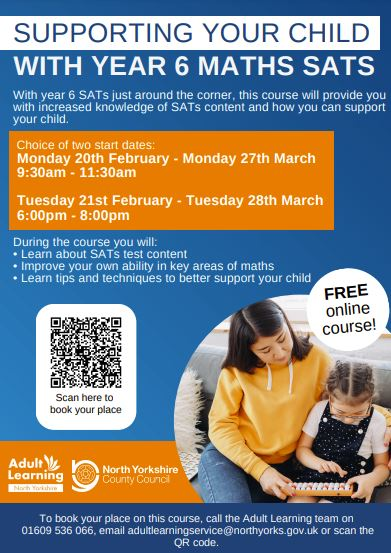 SUPPORTING YOUR CHILD
WITH YEAR 6 MATHS SATS
With year 6 SATs just around the corner, this course will provide you
with increased knowledge of SATs content and how you can support
your child.
Choice of two start dates:
Monday 20th February - Monday 27th March
9:30am - 11:30am
Tuesday 21st February - Tuesday 28th March
6:00pm - 8:00pm
During the course you will:
• Learn about SATs test content
• Improve your own ability in key areas of maths
• Learn tips and techniques to better support your child
FREE
online
course!
Scan here to
book your place
Adult
Learning
North Yorkshire
North Yorkshire
County Council
To book your place on this course, call the Adult Learning team on
01609 536 066, email adultlearningservice@northyorks.gov.uk or scan the
QR code.